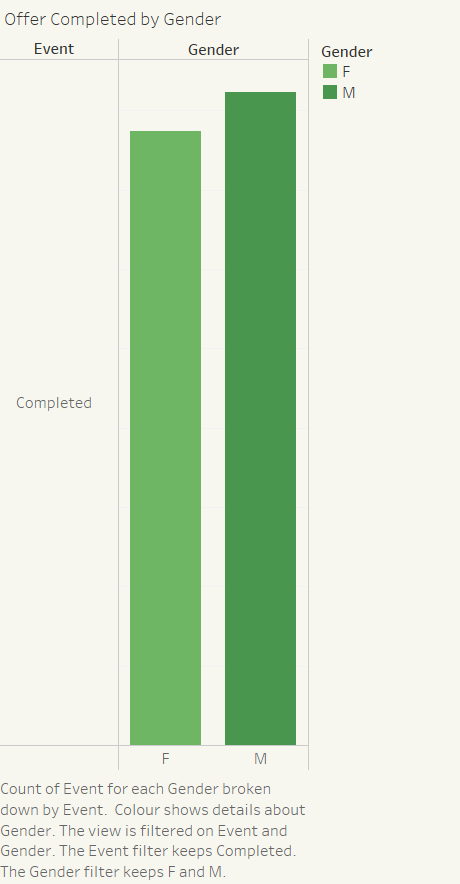 Offer Completed by Gender
Event
Gender
Gender
F
M
Completed
F
M
Count of Event for each Gender broken
down by Event.  Colour shows details about
Gender. The view is filtered on Event and
Gender. The Event filter keeps Completed.
The Gender filter keeps F and M.